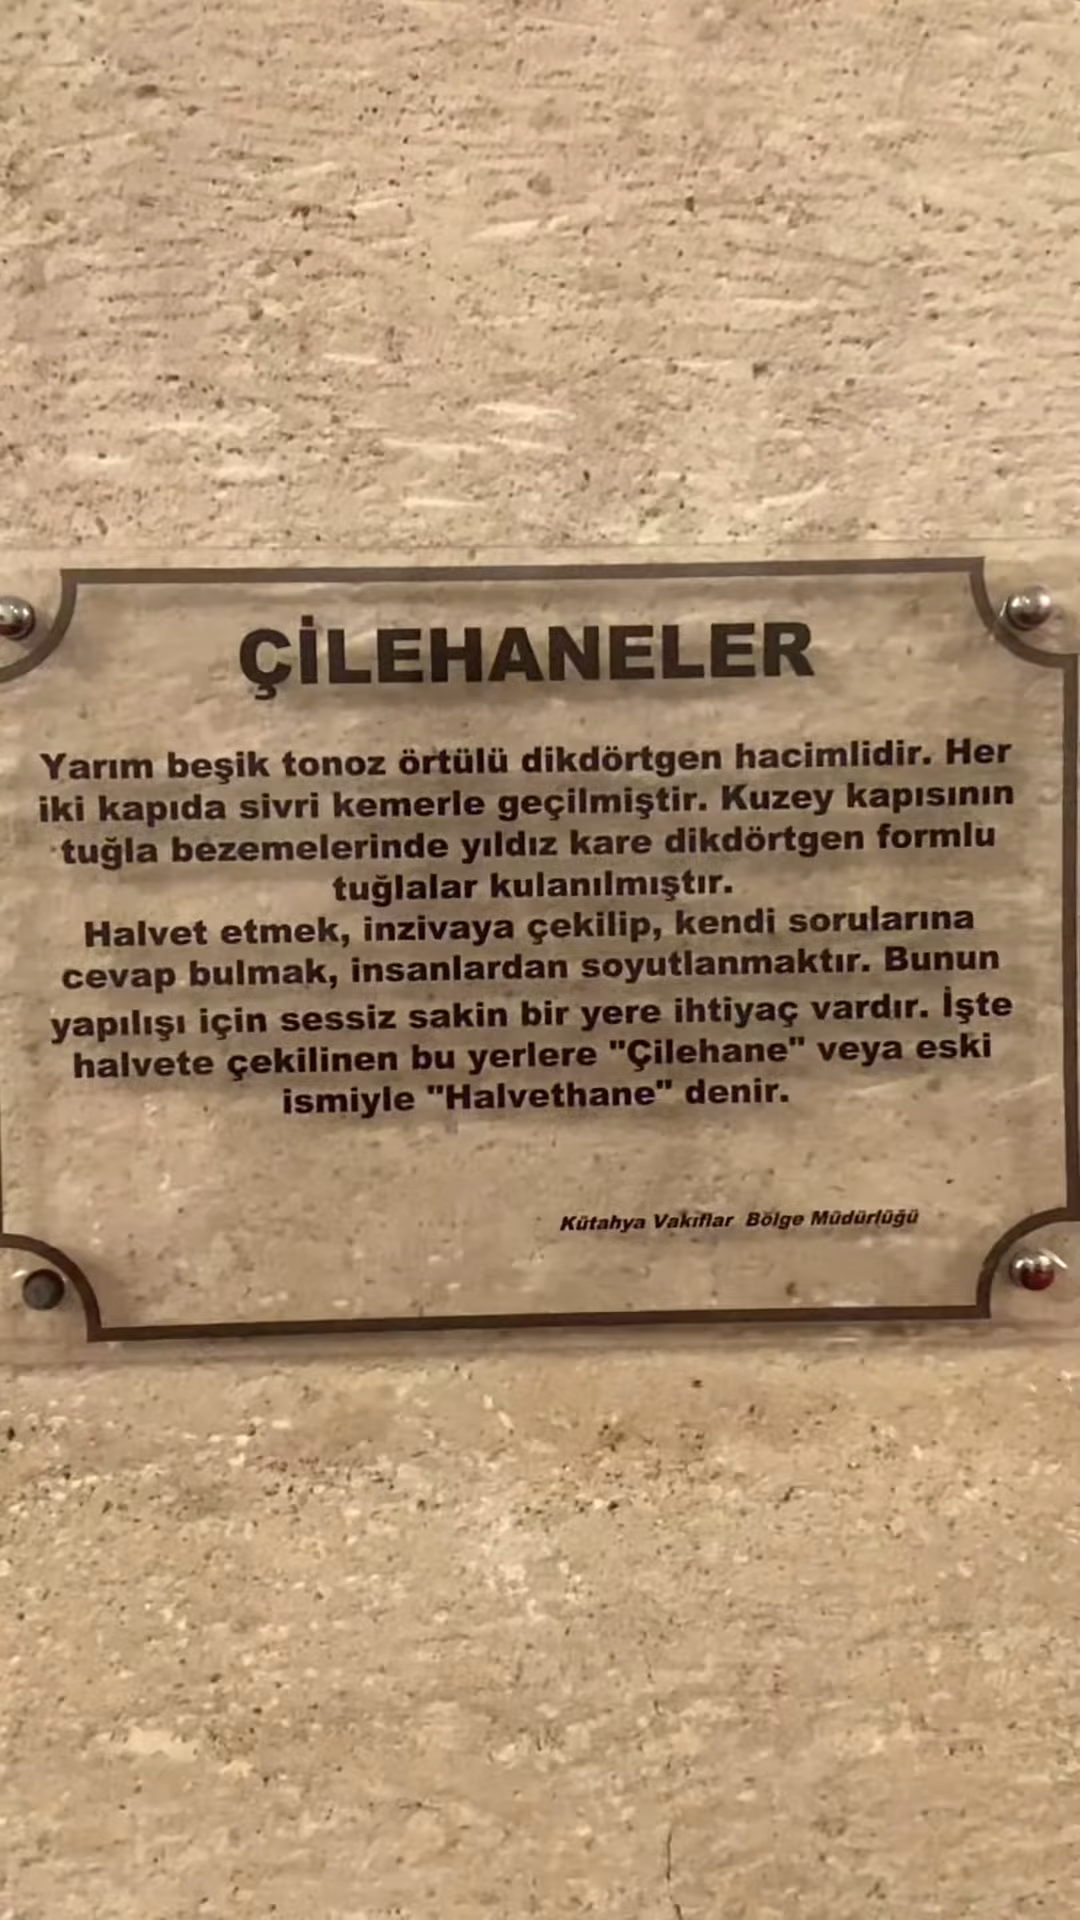 ÇİLEHANELER
Yarım beşik tonoz örtülü dikdörtgen hacimlidir. Her
iki kapıda sivri kemerle geçilmiştir. Kuzey kapısının
tuğla bezemelerinde yıldız kare dikdörtgen formlu
tuğlalar kulanılmıştır.
Halvet etmek, inzivaya çekilip, kendi sorularına
cevap bulmak, insanlardan soyutlanmaktır. Bunun
yapılışı için sessiz sakin bir yere ihtiyaç vardır. İşte
halvete çekilinen bu yerlere "Çilehane" veya eski
ismiyle "Halvethane" denir.
Kütahya Vakıflar Bölge Müdürlüğü